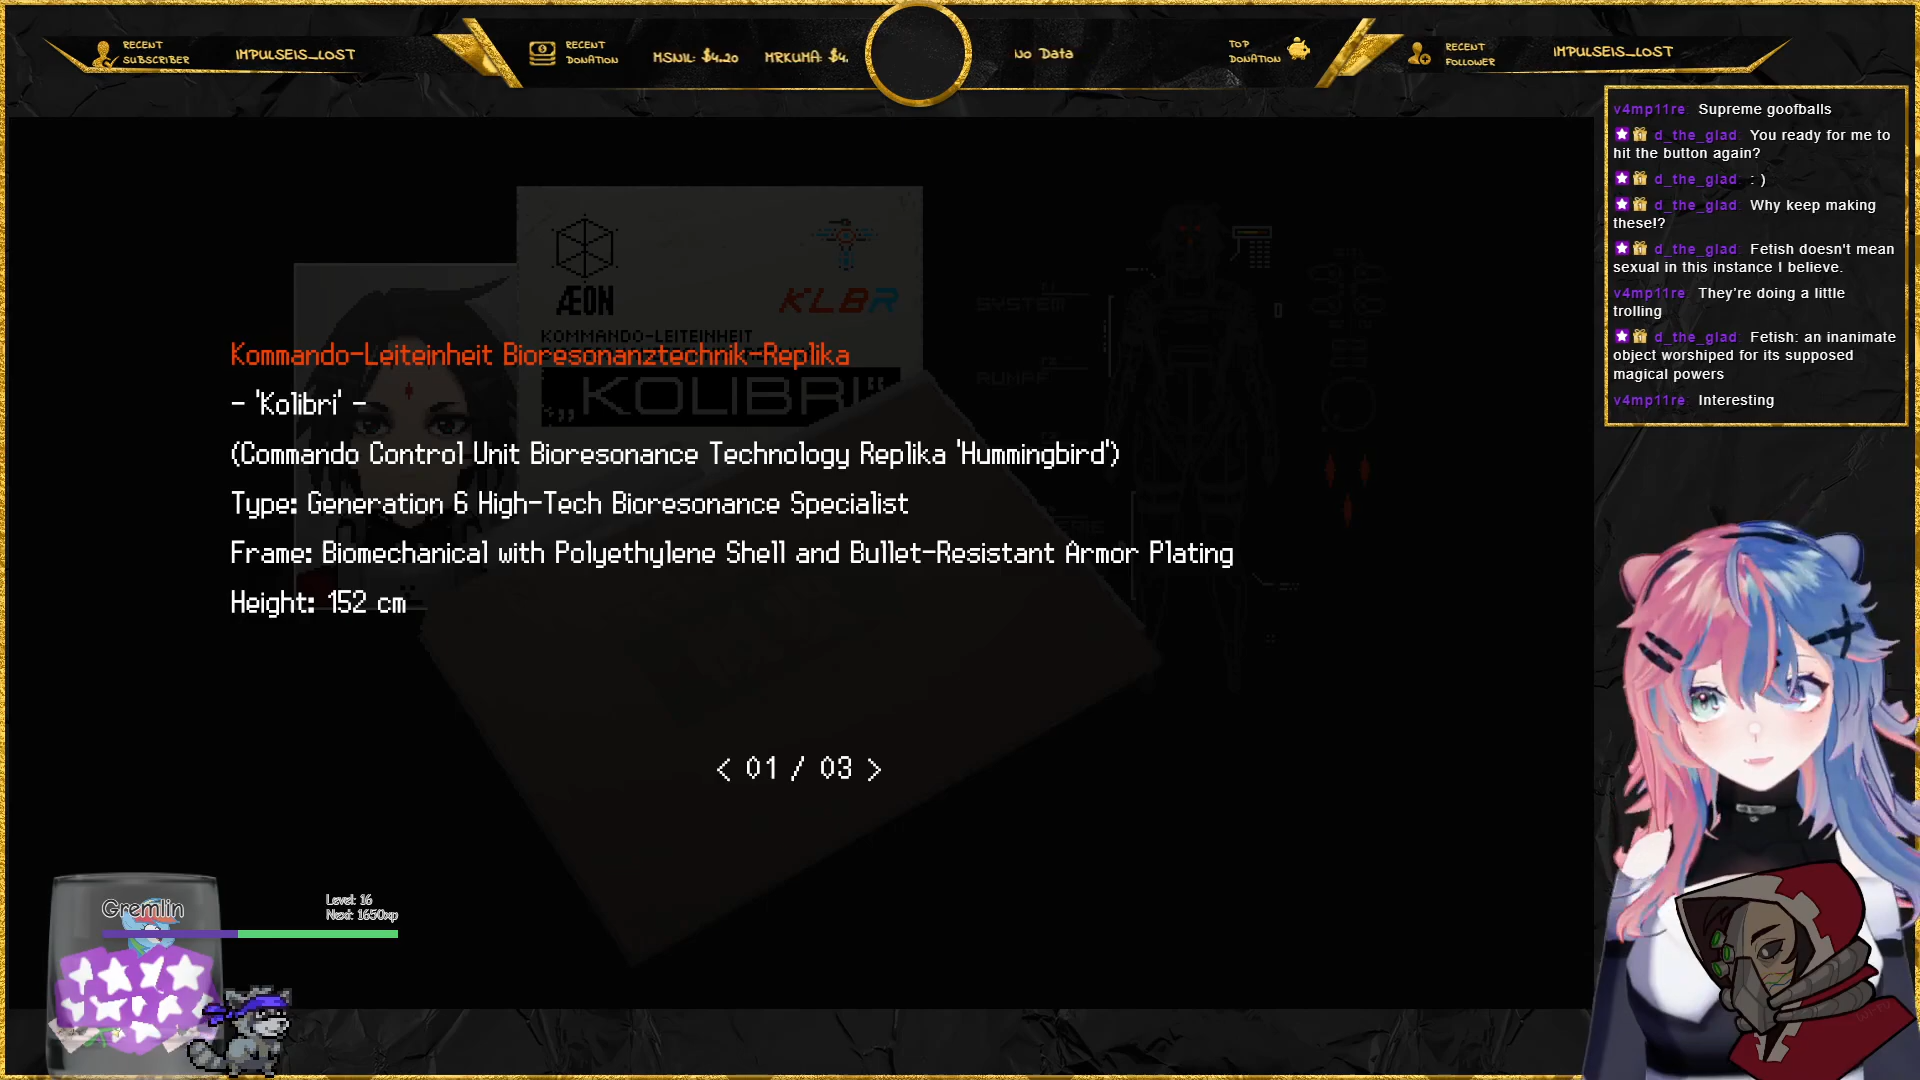 RECENT
SUBSCRIBER
IMPULSEIS_LOST
RECENT
DONATION
MSNIL: $4.20 MRKUMA: $4.
No Data
TOP
DONATION
RECENT
FOLLOWER
IMPULSEIS_LOST
v4mp11re Supreme goofballs
d_the_glad: You ready for me to
hit the button again?
d_the_glad: : )
d_the_glad: Why keep making
these!?
d_the_glad: Fetish doesn't mean
sexual in this instance I believe.
v4mp11re They're doing a little
trolling
d_the_glad: Fetish: an inanimate
object worshiped for its supposed
magical powers
v4mp11re Interesting
ÆON
KLBR
KOMMANDO-LEITEINHEIT
„KOLIBRI“
SYSTEM
RUMPF
Kommando-Leiteinheit Bioresonanztechnik-Replika
- 'Kolibri' -
(Commando Control Unit Bioresonance Technology Replika 'Hummingbird')
Type: Generation 6 High-Tech Bioresonance Specialist
Frame: Biomechanical with Polyethylene Shell and Bullet-Resistant Armor Plating
Height: 152 cm
< 01 / 03 >
Gremlin
Level: 16
Next: 1650xp